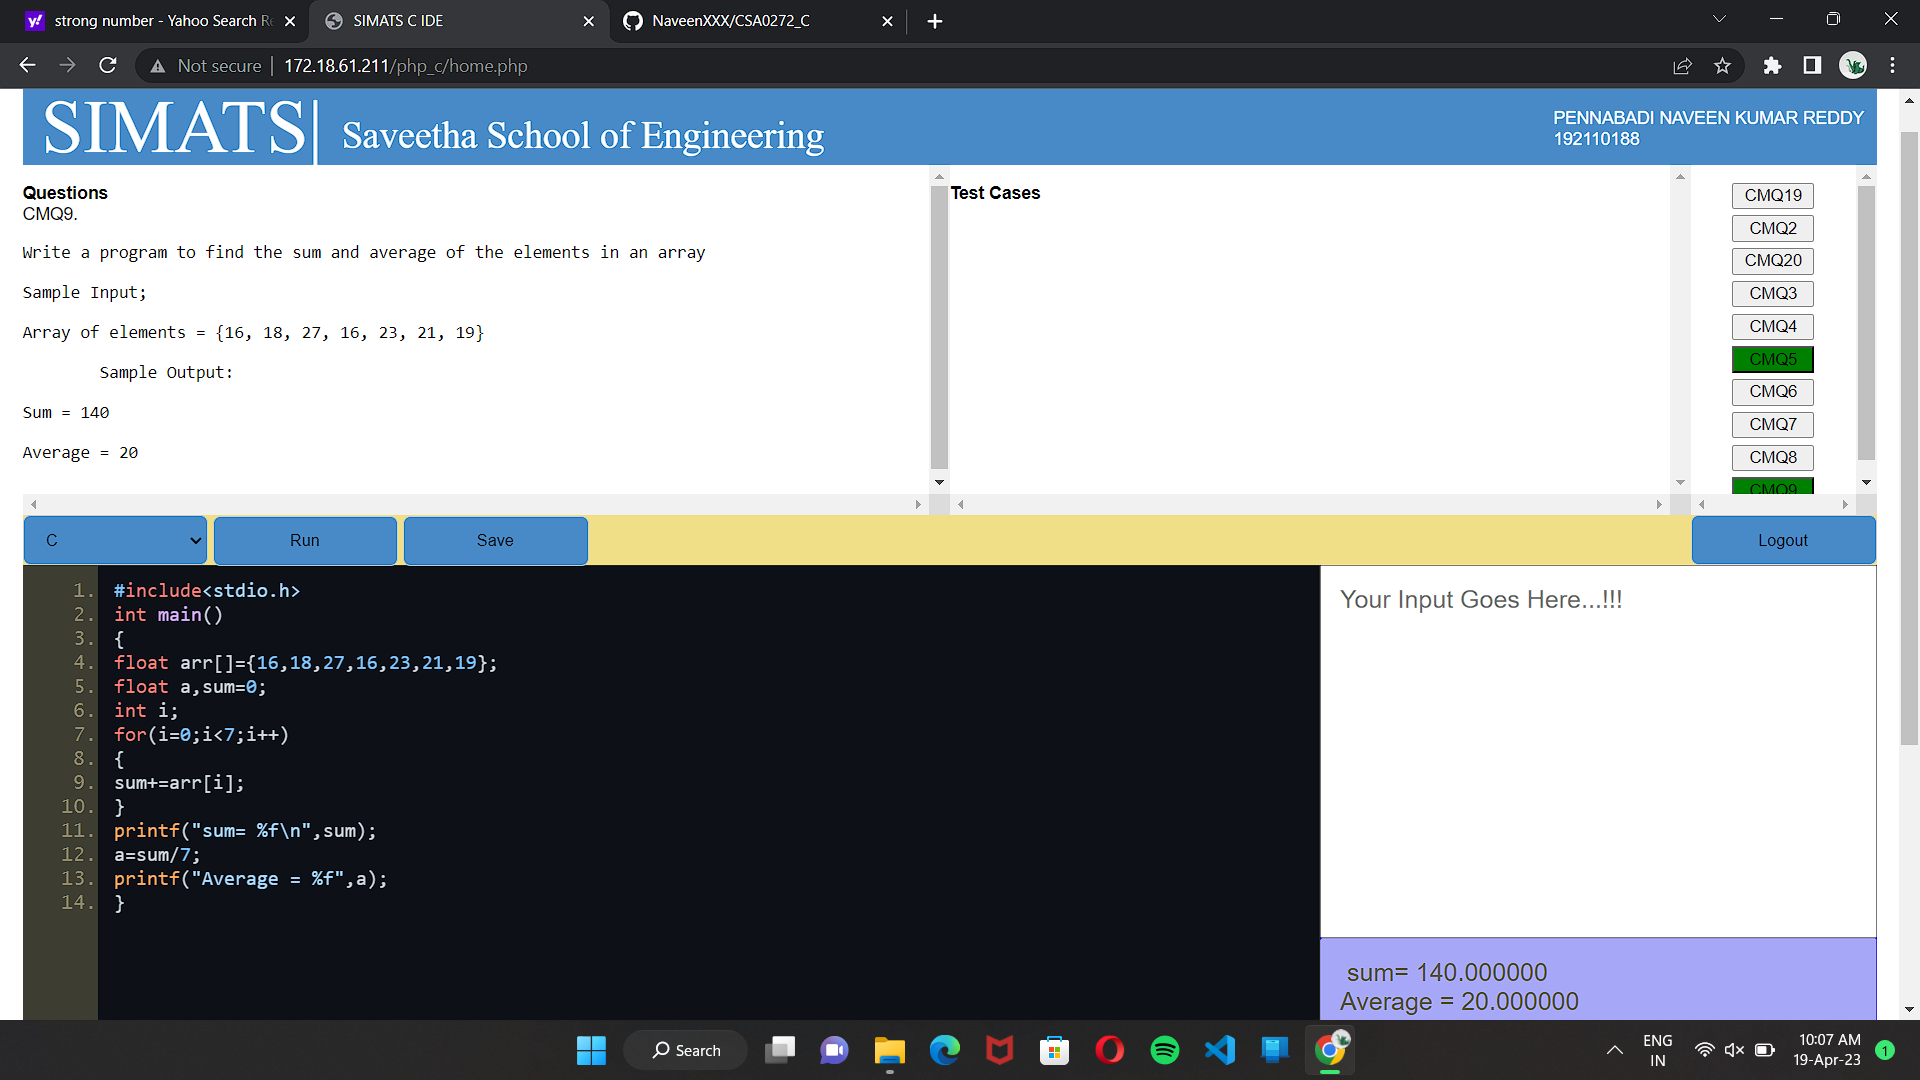 strong number - Yahoo Search Re
SIMATS C IDE
NaveenXXX/CSA0272_C
Not secure
172.18.61.211/php_c/home.php
SIMATS|
Saveetha School of Engineering
PENNABADI NAVEEN KUMAR REDDY
192110188
Questions
CMQ9.
Write a program to find the sum and average of the elements in an array
Sample Input;
Array of elements = {16, 18, 27, 16, 23, 21, 19}
Sample Output:
Sum = 140
Average = 20
Test Cases
CMQ19
CMQ2
CMQ20
CMQ3
CMQ4
CMQ5
CMQ6
CMQ7
CMQ8
CMQ9
C
Run
Save
Logout
1. #include<stdio.h>
2. int main()
3. {
4. float arr[]={16,18,27,16,23,21,19};
5. float a,sum=0;
6. int i;
7. for(i=0;i<7;i++)
8. {
9. sum+=arr[i];
10. }
11. printf("sum= %f\n",sum);
12. a=sum/7;
13. printf("Average = %f",a);
14. }
Your Input Goes Here...!!!
sum= 140.000000
Average = 20.000000
Search
ENG
IN
10:07 AM
19-Apr-23
1